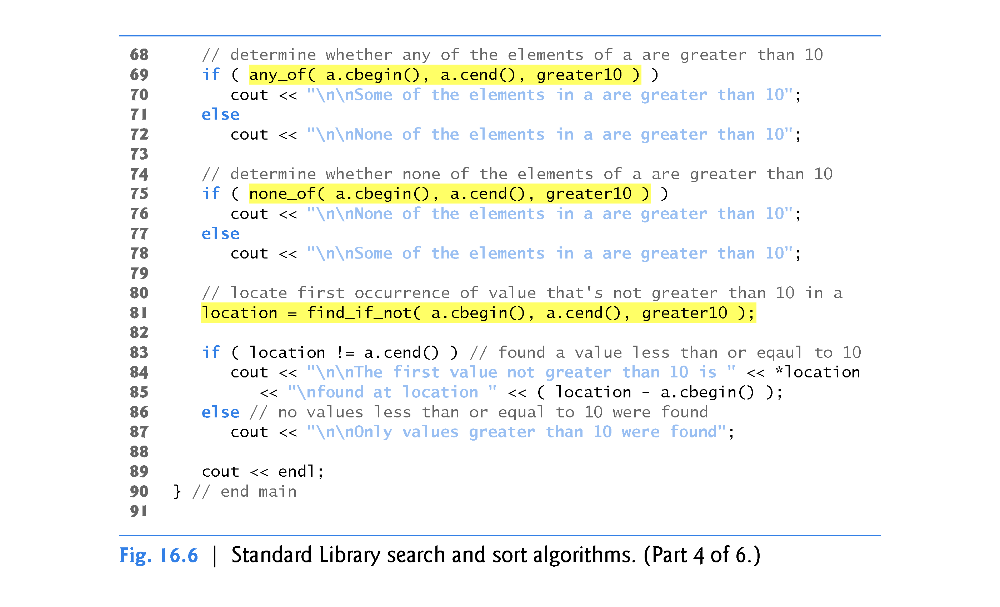 68 // determine whether any of the elements of a are greater than 10
69 if ( any_of( a.cbegin(), a.cend(), greater10 ) )
70 cout << "\n\nSome of the elements in a are greater than 10";
71 else
72 cout << "\n\nNone of the elements in a are greater than 10";
73
74 // determine whether none of the elements of a are greater than 10
75 if ( none_of( a.cbegin(), a.cend(), greater10 ) )
76 cout << "\n\nNone of the elements in a are greater than 10";
77 else
78 cout << "\n\nSome of the elements in a are greater than 10";
79
80 // locate first occurrence of value that's not greater than 10 in a
81 location = find_if_not( a.cbegin(), a.cend(), greater10 );
82
83 if ( location != a.cend() ) // found a value less than or eqaul to 10
84 cout << "\n\nThe first value not greater than 10 is " << *location
85 << "\nfound at location " << ( location - a.cbegin() );
86 else // no values less than or equal to 10 were found
87 cout << "\n\nOnly values greater than 10 were found";
88
89 cout << endl;
90 } // end main
91
Fig. 16.6 | Standard Library search and sort algorithms. (Part 4 of 6.)